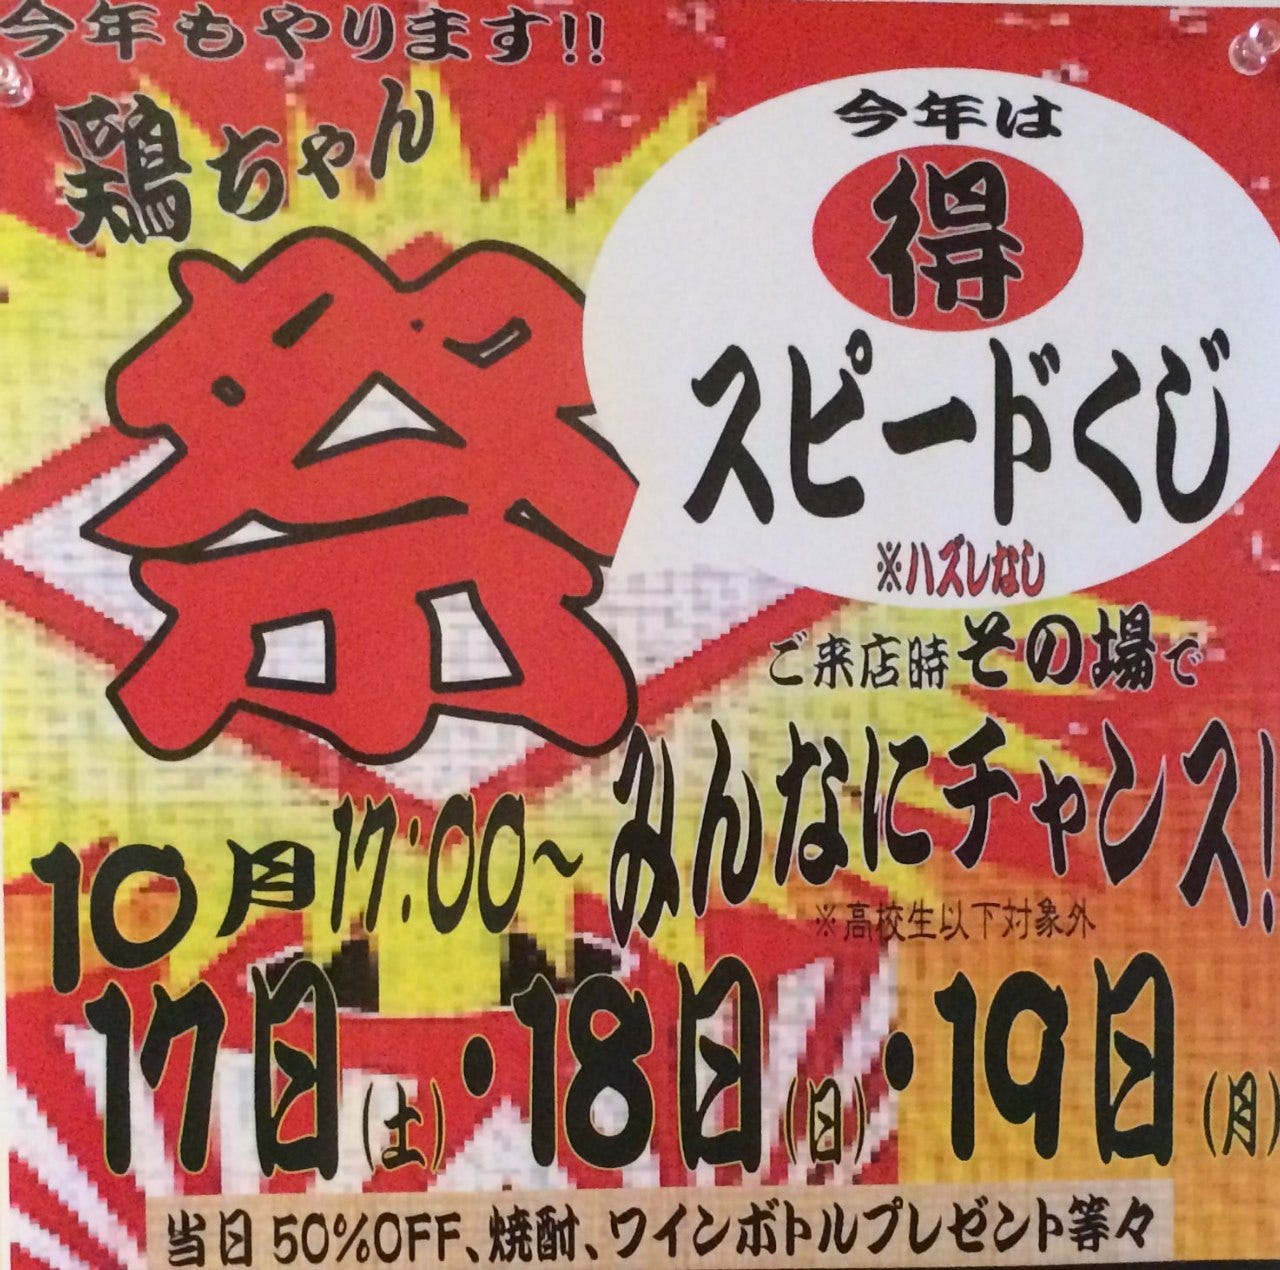 今年もやります!!
鶏ちゃん
祭
今年は
得
スピードくじ
※ハズレなし
ご来店時その場で
みんなにチャンス!
※高校生以下対象外
10月17:00~
17日(土)・18日(日)・19日(月)
当日50%OFF、焼酎、ワインボトルプレゼント等々